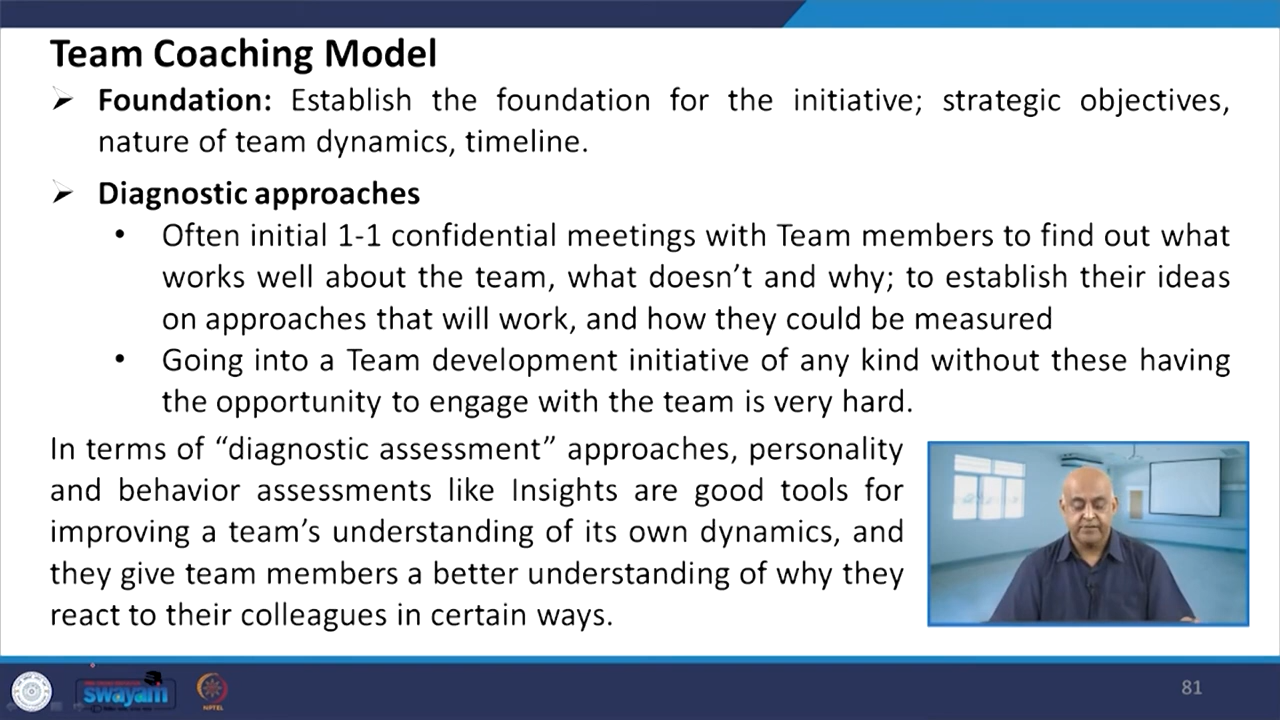 Team Coaching Model
➢ Foundation: Establish the foundation for the initiative; strategic objectives,
nature of team dynamics, timeline.
➢ Diagnostic approaches
• Often initial 1-1 confidential meetings with Team members to find out what
works well about the team, what doesn’t and why; to establish their ideas
on approaches that will work, and how they could be measured
• Going into a Team development initiative of any kind without these having
the opportunity to engage with the team is very hard.
In terms of “diagnostic assessment” approaches, personality
and behavior assessments like Insights are good tools for
improving a team’s understanding of its own dynamics, and
they give team members a better understanding of why they
react to their colleagues in certain ways.
swayam
NPTEL
81